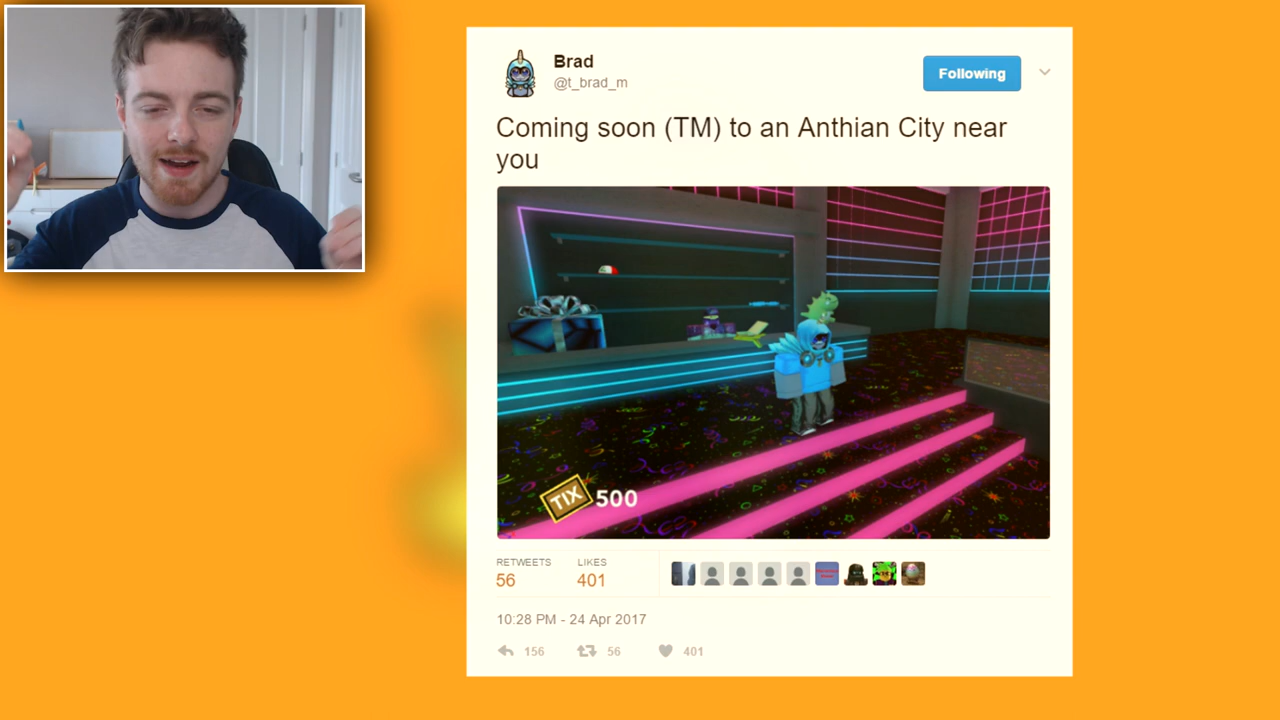 Brad
@t_brad_m
Following
Coming soon (TM) to an Anthian City near
you
TIX 500
RETWEETS
56
LIKES
401
10:28 PM - 24 Apr 2017
156
56
401